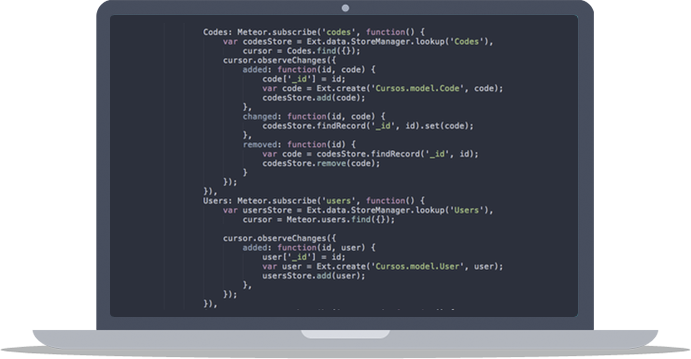 Codes: Meteor.subscribe('codes', function() {
var codesStore = Ext.data.StoreManager.lookup('Codes'),
cursor = Codes.find({});
cursor.observeChanges({
added: function(id, code) {
code['_id'] = id;
var code = Ext.create('Cursos.model.Code', code);
codesStore.add(code);
},
changed: function(id, code) {
codesStore.findRecord('_id', id).set(code);
},
removed: function(id) {
var code = codesStore.findRecord('_id', id);
codesStore.remove(code);
}
});
}),
Users: Meteor.subscribe('users', function() {
var usersStore = Ext.data.StoreManager.lookup('Users'),
cursor = Meteor.users.find({});
cursor.observeChanges({
added: function(id, user) {
user['_id'] = id;
var user = Ext.create('Cursos.model.User', user);
usersStore.add(user);
},
});
}),